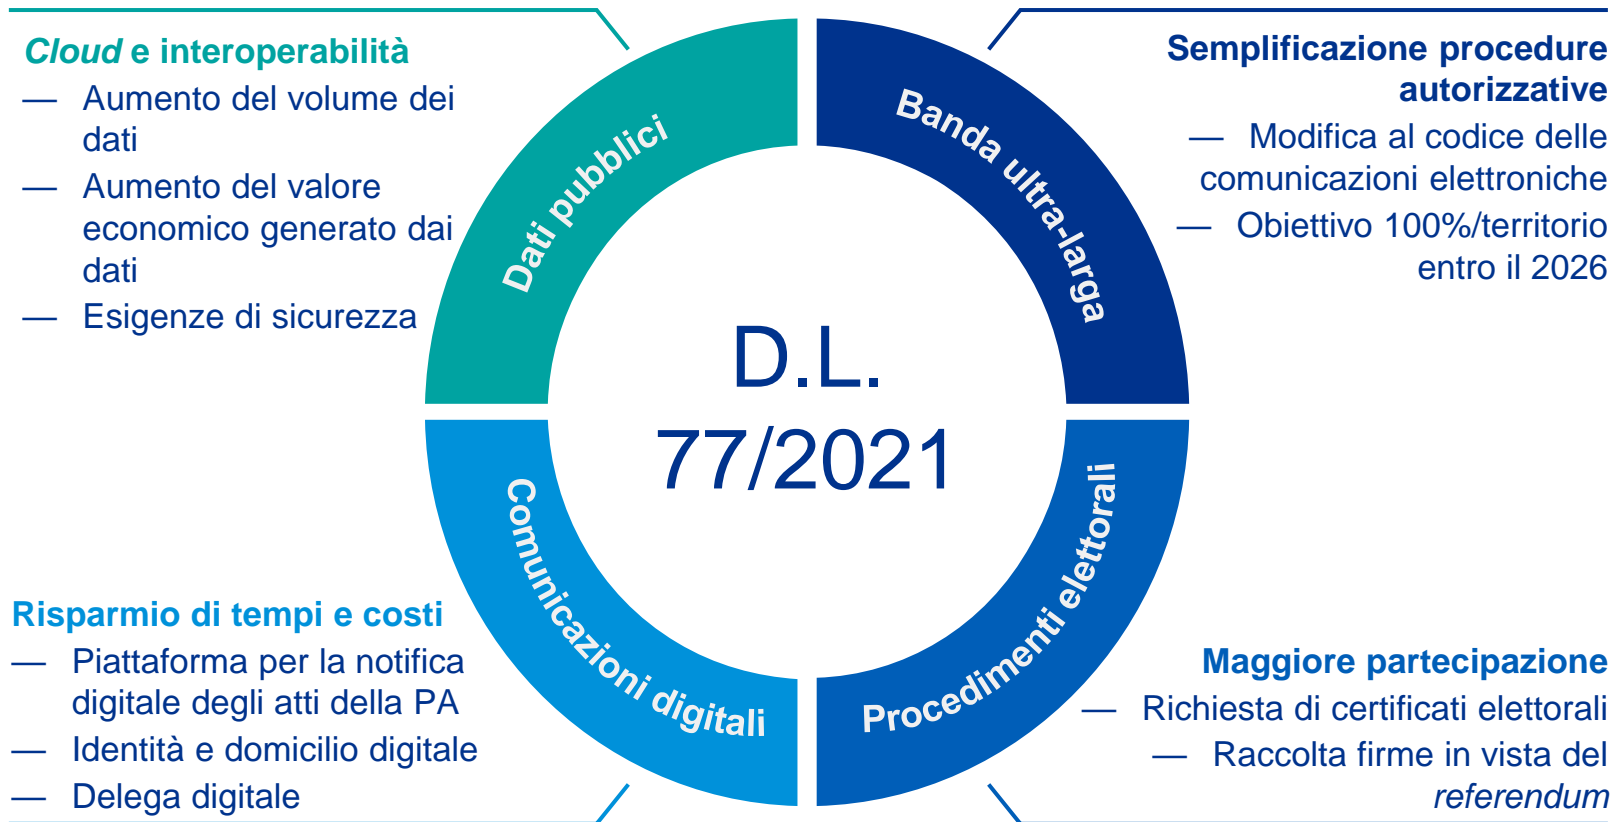 Cloud e interoperabilità
— Aumento del volume dei
dati
— Aumento del valore
economico generato dai
dati
— Esigenze di sicurezza
Dati pubblici
Banda ultra-larga
Semplificazione procedure
autorizzative
— Modifica al codice delle
comunicazioni elettroniche
— Obiettivo 100%/territorio
entro il 2026
D.L.
77/2021
Risparmio di tempi e costi
— Piattaforma per la notifica
digitale degli atti della PA
— Identità e domicilio digitale
— Delega digitale
Comunicazioni digitali
Procedimenti elettorali
Maggiore partecipazione
— Richiesta di certificati elettorali
— Raccolta firme in vista del
referendum